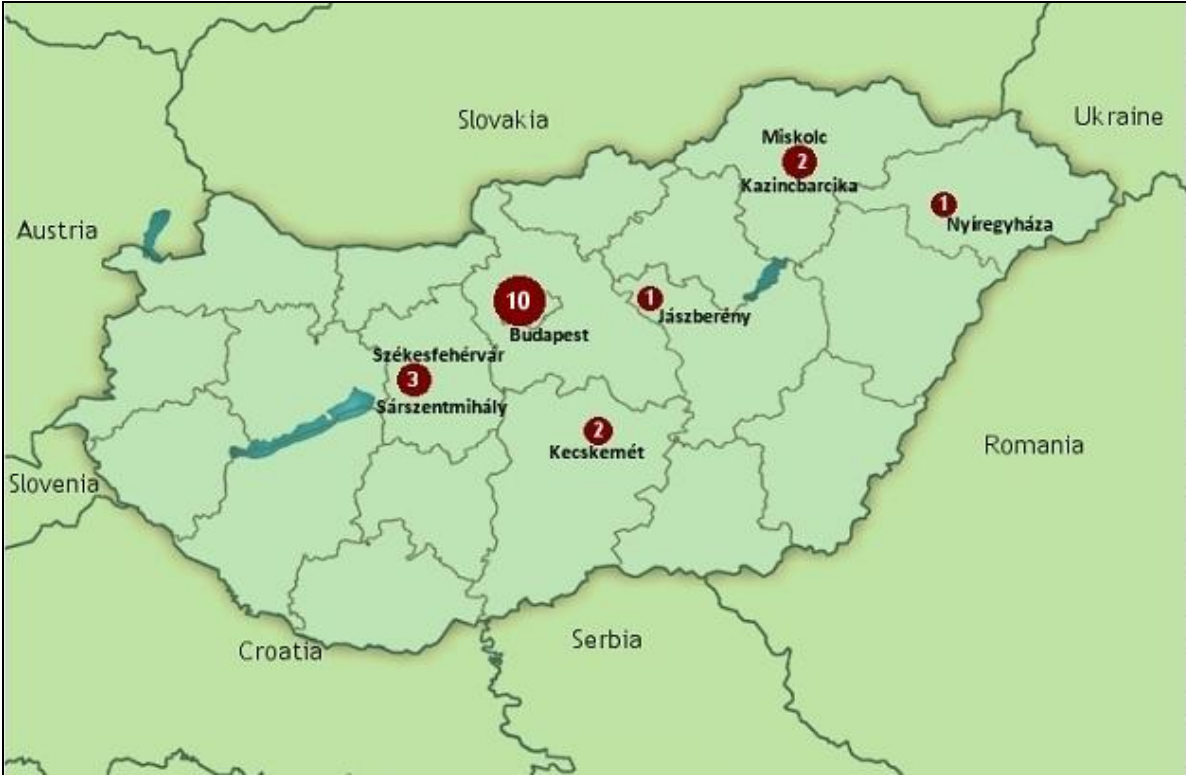 Slovakia
Ukraine
Miskolc
2
Kazincbarcika
1
Nyíregyháza
Austria
10
Budapest
1
Jászberény
Székesfehérvár
3
Sárszentmihály
2
Kecskemét
Romania
Slovenia
Croatia
Serbia